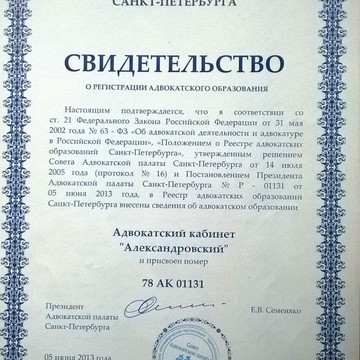 САНКТ-ПЕТЕРБУРГА
СВИДЕТЕЛЬСТВО
О РЕГИСТРАЦИИ АДВОКАТСКОГО ОБРАЗОВАНИЯ
Настоящим подтверждается, что в соответствии со
ст. 21 Федерального Закона Российской Федерации от 31 мая
2002 года № 63 - ФЗ «Об адвокатской деятельности и адвокатуре
в Российской Федерации», «Положением о Реестре адвокатских
образований Санкт-Петербурга», утвержденным решением
Совета Адвокатской палаты Санкт-Петербурга от 14 июля
2005 года (протокол № 16) и Постановлением Президента
Адвокатской палаты Санкт-Петербурга № Р - 01131 от
05 июня 2013 года, в Реестр адвокатских образований
Санкт-Петербурга внесены сведения об адвокатском образовании
Адвокатский кабинет
"Александровский"
и присвоен номер
78 АК 01131
Президент
Адвокатской палаты
Санкт-Петербурга
Е.В. Семеняко
05 июня 2013 года